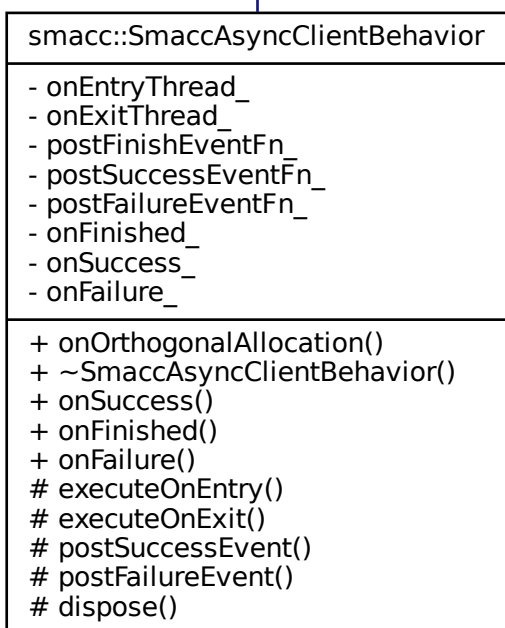 smacc::SmaccAsyncClientBehavior
- onEntryThread_
- onExitThread_
- postFinishEventFn_
- postSuccessEventFn_
- postFailureEventFn_
- onFinished_
- onSuccess_
- onFailure_
+ onOrthogonalAllocation()
+ ~SmaccAsyncClientBehavior()
+ onSuccess()
+ onFinished()
+ onFailure()
# executeOnEntry()
# executeOnExit()
# postSuccessEvent()
# postFailureEvent()
# dispose()